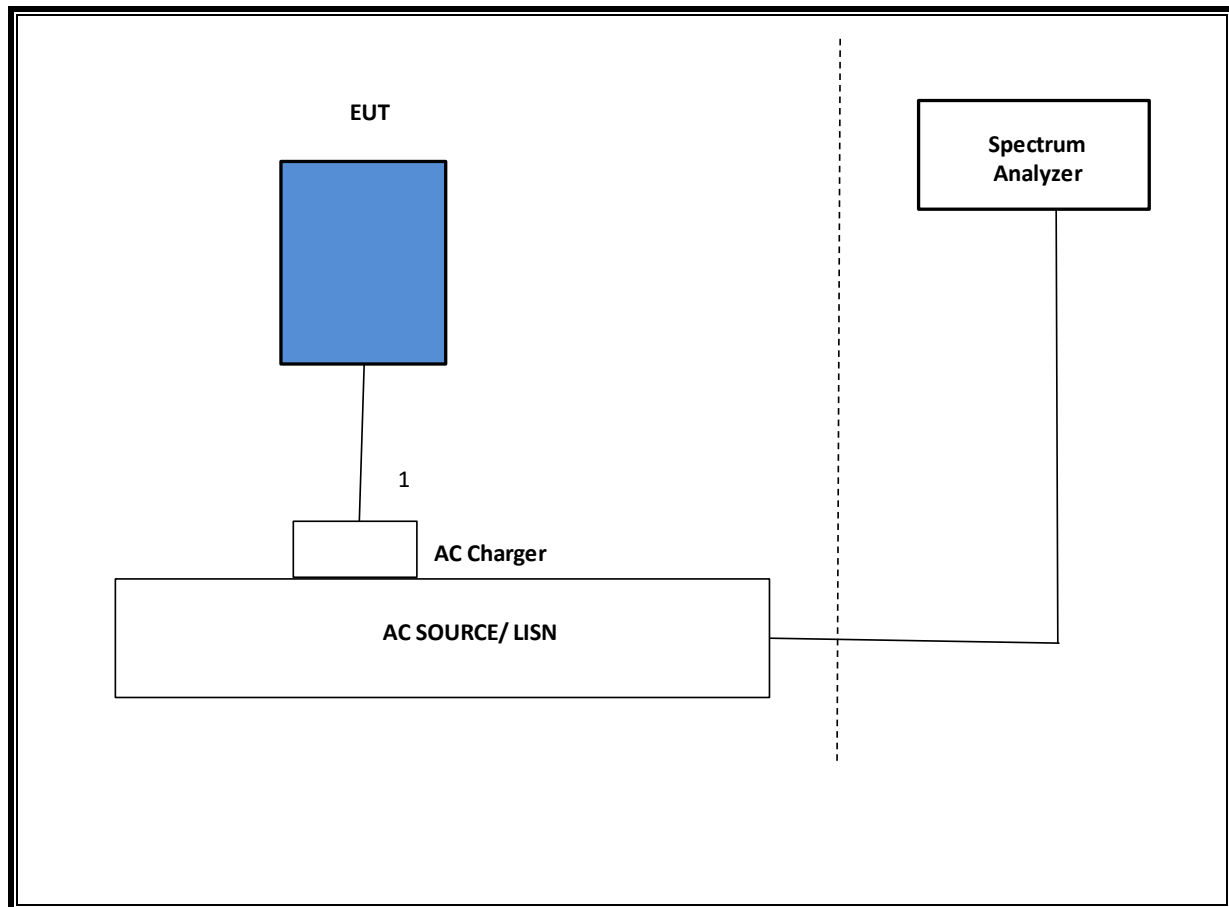 EUT
Spectrum
Analyzer
1
AC Charger
AC SOURCE/ LISN